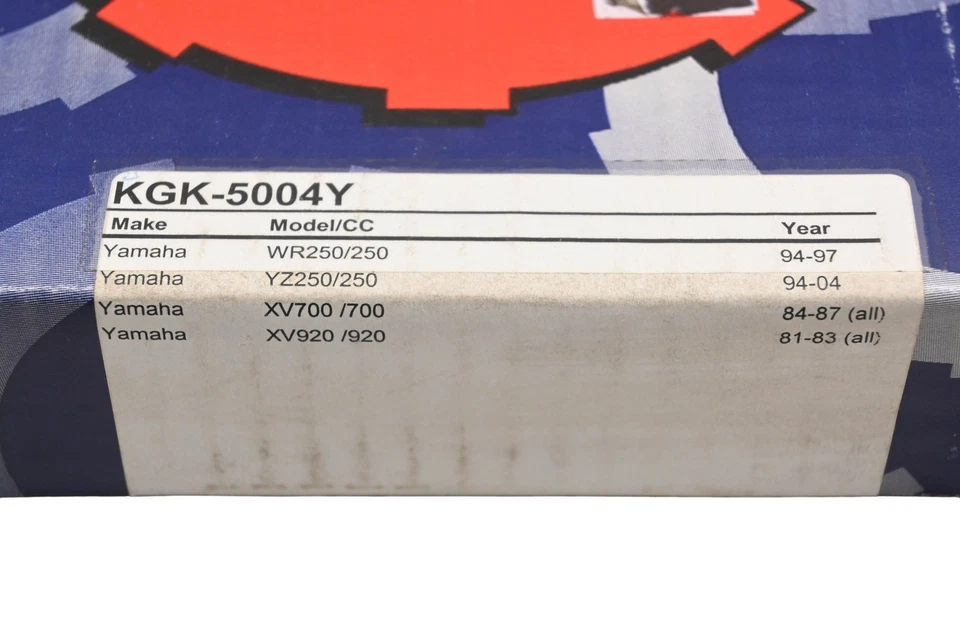 KGK-5004Y
Make Model/CC Year
Yamaha WR250/250 94-97
Yamaha YZ250/250 94-04
Yamaha XV700 /700 84-87 (all)
Yamaha XV920 /920 81-83 (all)